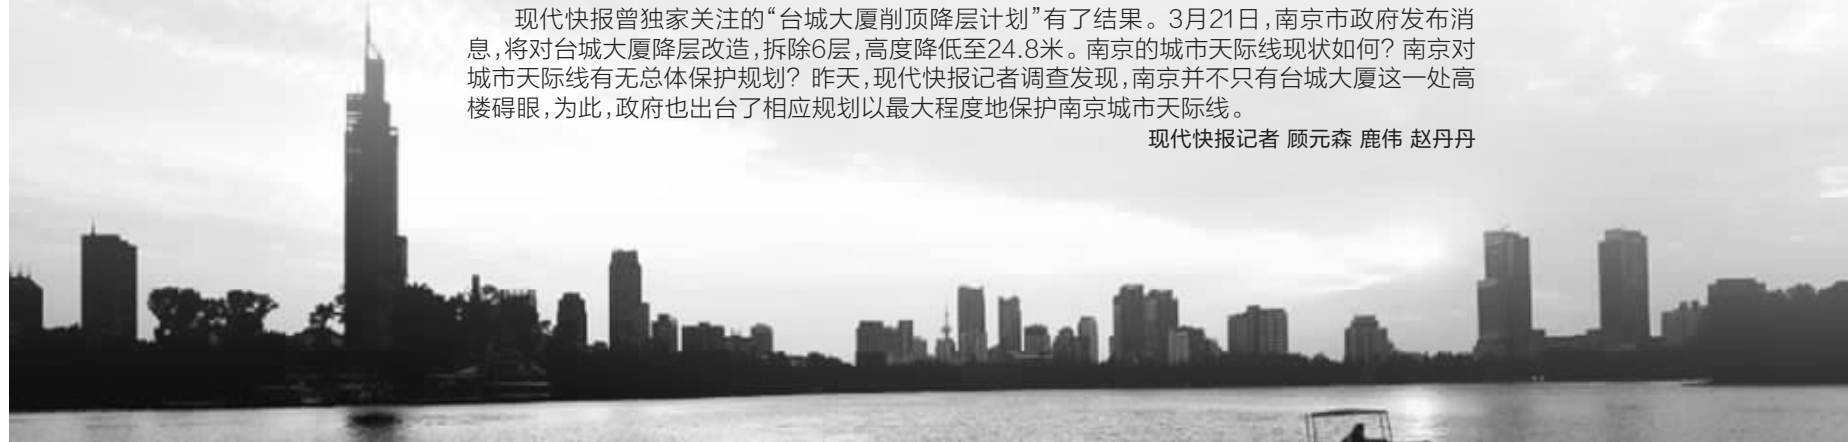 现代快报曾独家关注的“台城大厦削顶降层计划”有了结果。3月21日,南京市政府发布消
息,将对台城大厦降层改造,拆除6层,高度降低至24.8米。南京的城市天际线现状如何?南京对
城市天际线有无总体保护规划?昨天,现代快报记者调查发现,南京并不只有台城大厦这一处高
楼碍眼,为此,政府也出台了相应规划以最大程度地保护南京城市天际线。
现代快报记者 顾元森 鹿伟 赵丹丹